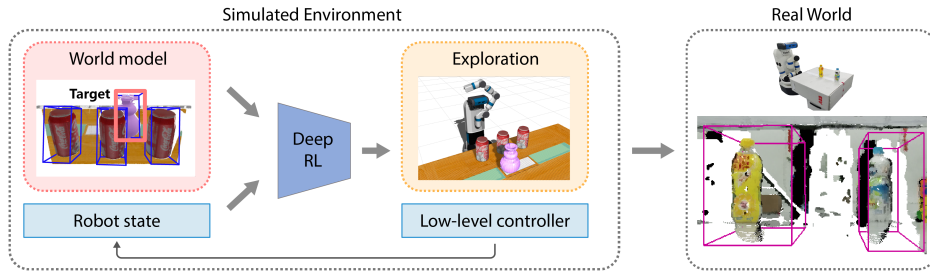 Simulated Environment
Real World
World model
Exploration
Target
Deep
RL
Robot state
Low-level controller